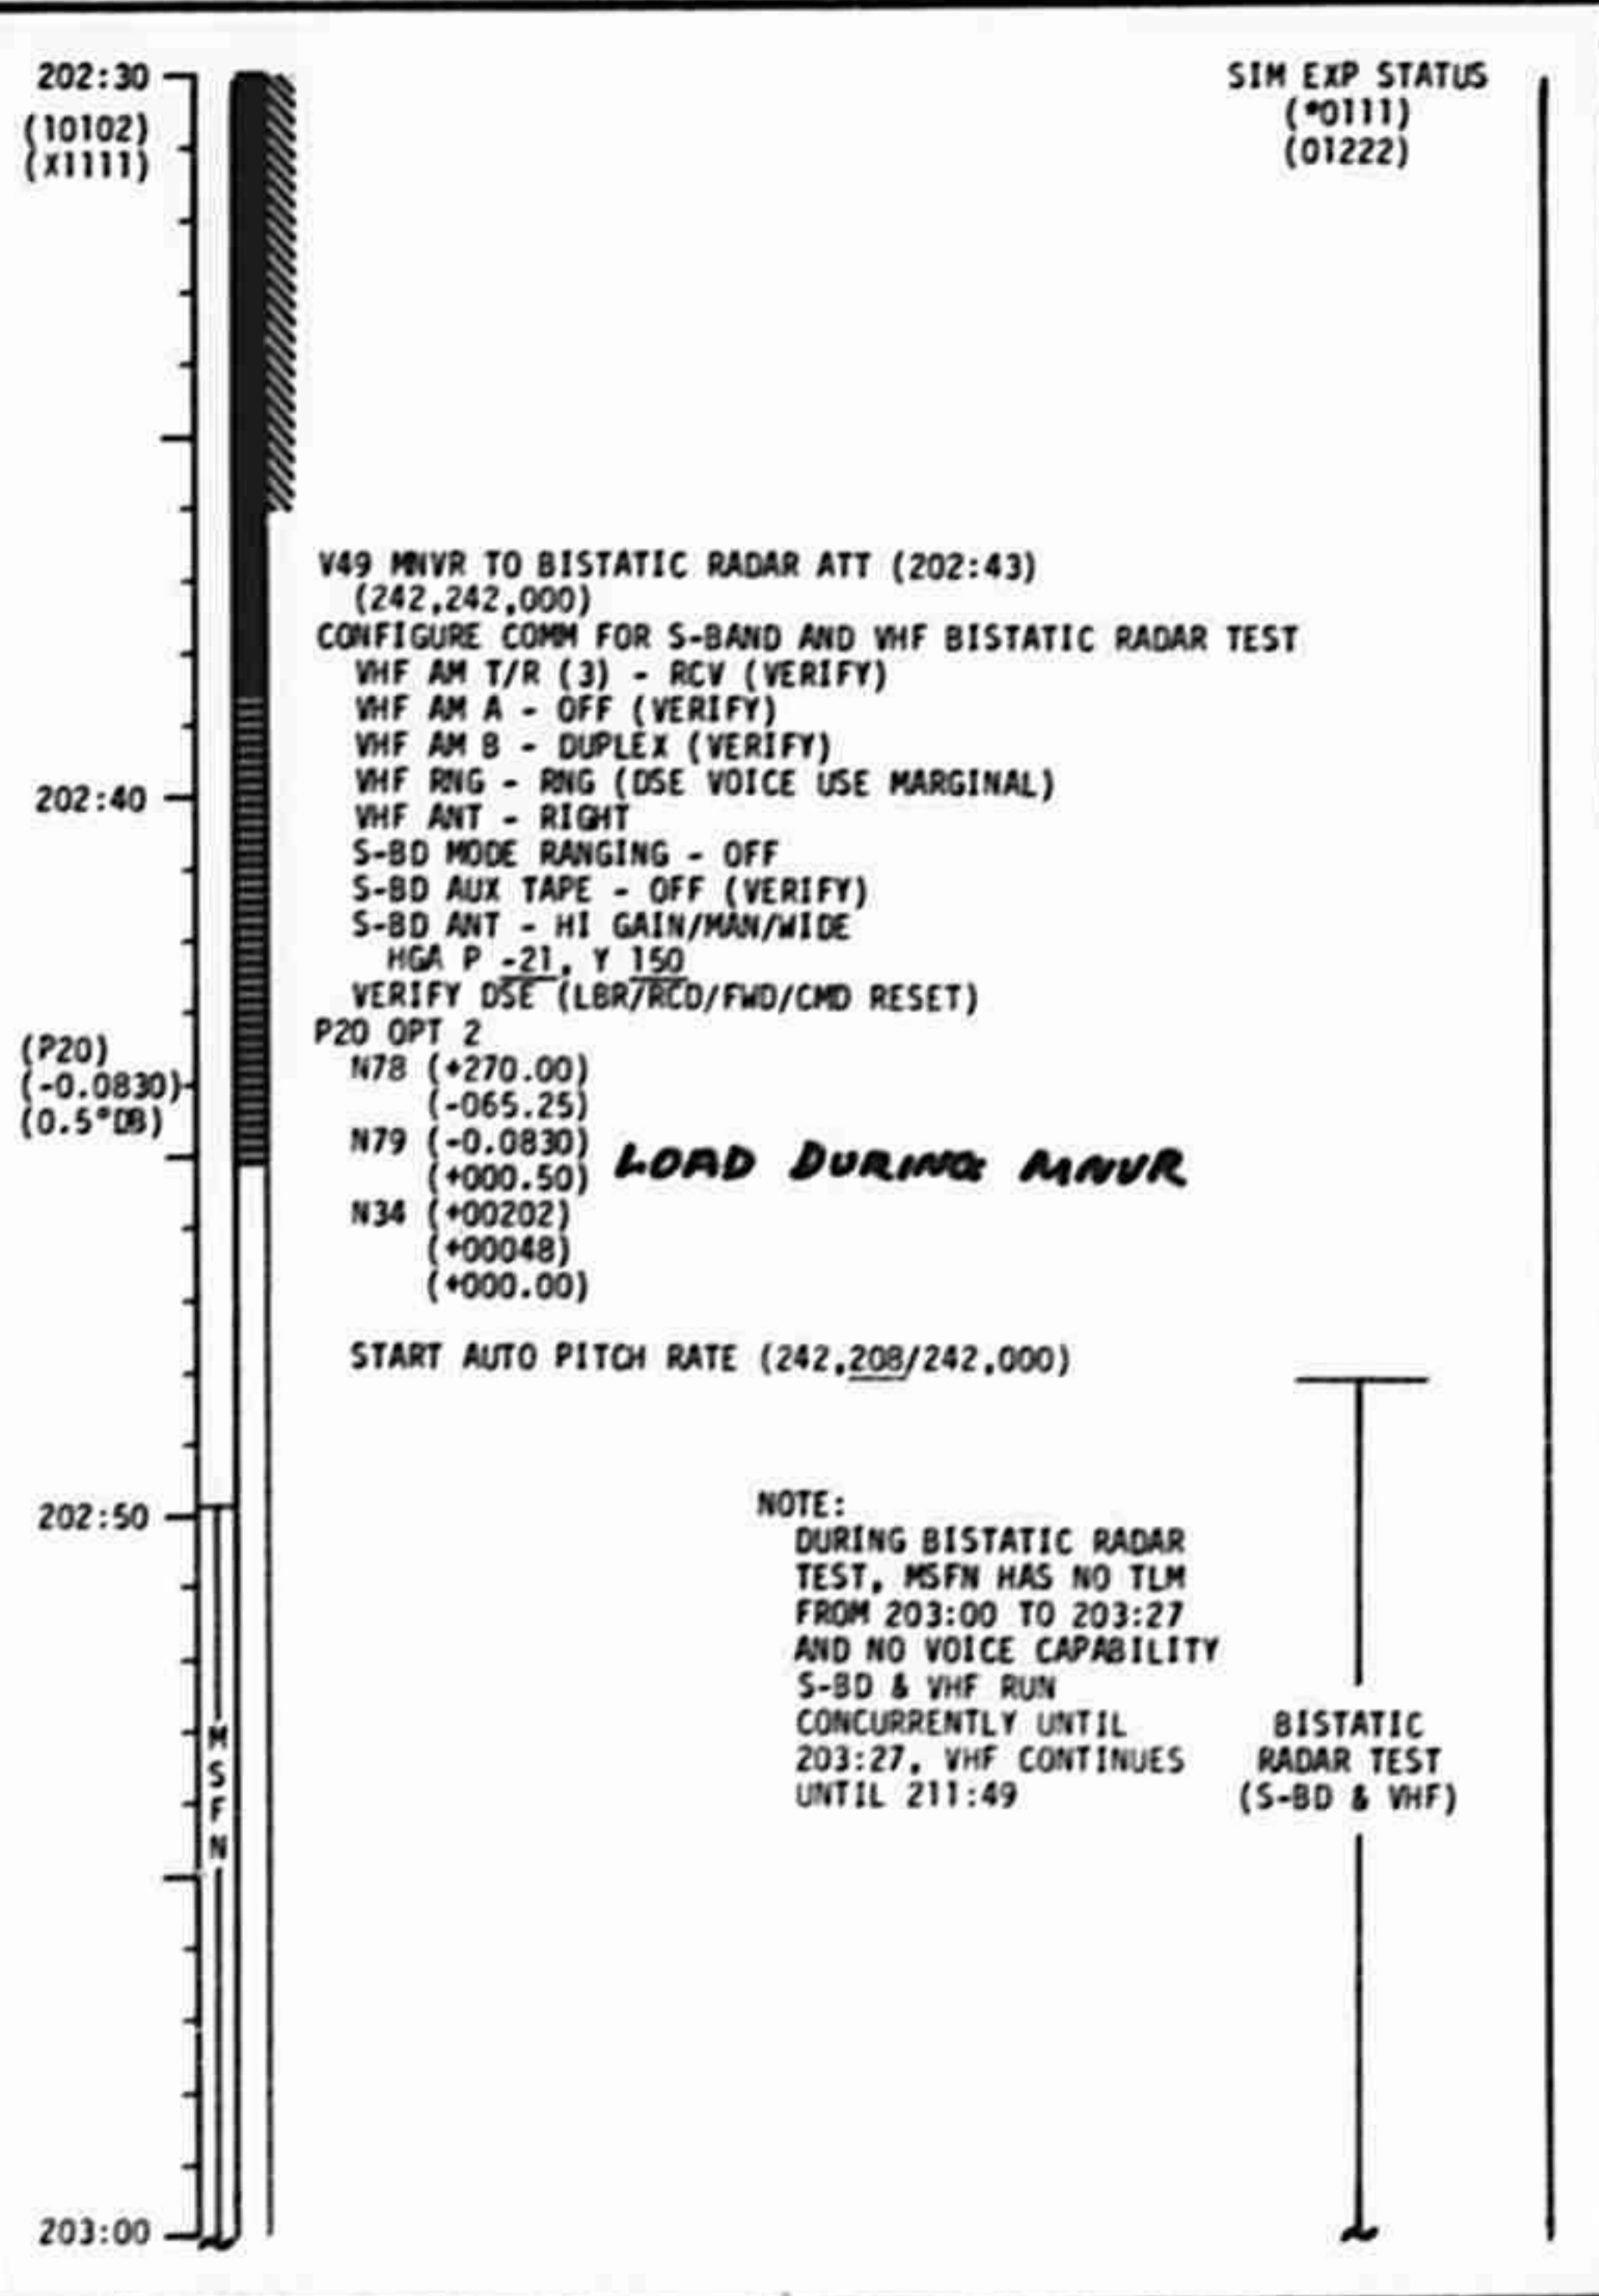 202:30
(10102)
(X1111)
SIM EXP STATUS
(*0111)
(01222)
V49 MNVR TO BISTATIC RADAR ATT (202:43)
(242,242,000)
CONFIGURE COMM FOR S-BAND AND VHF BISTATIC RADAR TEST
VHF AM T/R (3) - RCV (VERIFY)
VHF AM A - OFF (VERIFY)
VHF AM B - DUPLEX (VERIFY)
VHF RNG - RNG (DSE VOICE USE MARGINAL)
202:40
VHF ANT - RIGHT
S-BD MODE RANGING - OFF
S-BD AUX TAPE - OFF (VERIFY)
S-BD ANT - HI GAIN/MAN/WIDE
HGA P -21, Y 150
VERIFY DSE (LBR/RCD/FWD/CMD RESET)
P20 OPT 2
(P20)
(-0.0830)
(0.5°DB)
N78 (+270.00)
(-065.25)
N79 (-0.0830)
(+000.50)
LOAD DURING MNVR
N34 (+00202)
(+00048)
(+000.00)
START AUTO PITCH RATE (242,208/242,000)
202:50
NOTE:
DURING BISTATIC RADAR
TEST, MSFN HAS NO TLM
FROM 203:00 TO 203:27
AND NO VOICE CAPABILITY
S-BD & VHF RUN
CONCURRENTLY UNTIL
203:27, VHF CONTINUES
UNTIL 211:49
BISTATIC
RADAR TEST
(S-BD & VHF)
MSFN
203:00